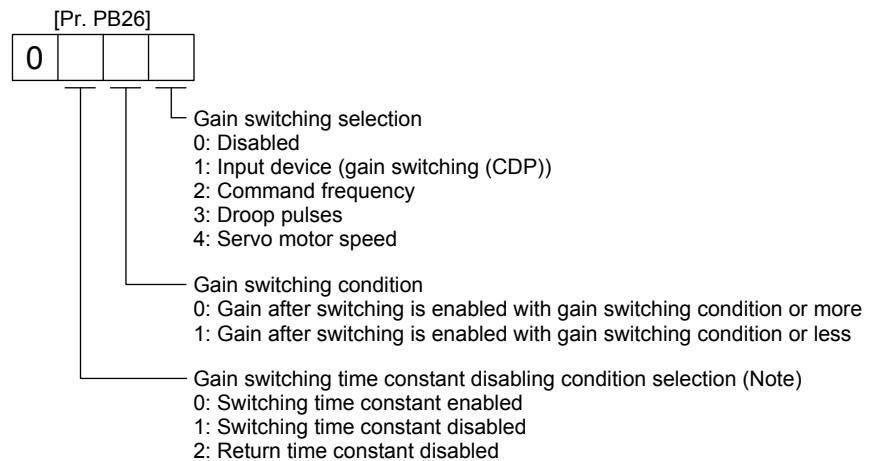 [Pr. PB26]
0
Gain switching selection
0: Disabled
1: Input device (gain switching (CDP))
2: Command frequency
3: Droop pulses
4: Servo motor speed
Gain switching condition
0: Gain after switching is enabled with gain switching condition or more
1: Gain after switching is enabled with gain switching condition or less
Gain switching time constant disabling condition selection (Note)
0: Switching time constant enabled
1: Switching time constant disabled
2: Return time constant disabled